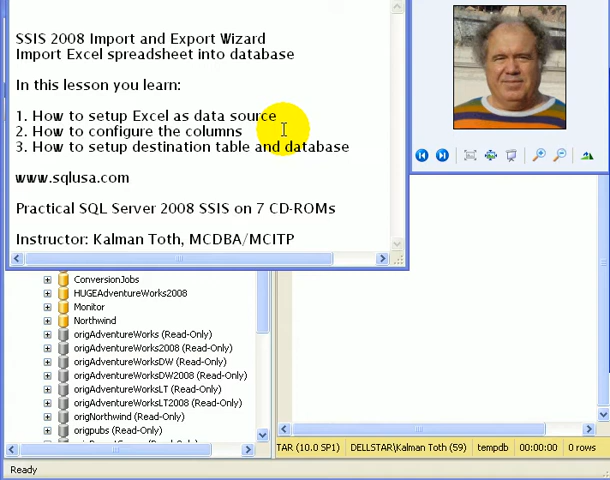 SSIS 2008 Import and Export Wizard
Import Excel spreadsheet into database
In this lesson you learn:
1. How to setup Excel as data source
2. How to configure the columns
3. How to setup destination table and database
www.sqlusa.com
Practical SQL Server 2008 SSIS on 7 CD-ROMs
Instructor: Kalman Toth, MCDBA/MCITP
ConversionJobs
HUGEAdventureWorks2008
Monitor
Northwind
origAdventureWorks (Read-Only)
origAdventureWorks2008 (Read-Only)
origAdventureWorksDW (Read-Only)
origAdventureWorksDW2008 (Read-Only)
origAdventureWorksLT (Read-Only)
origAdventureWorksLT2008 (Read-Only)
origNorthwind (Read-Only)
origpubs (Read-Only)
TAR (10.0 SP1) DELLSTAR\Kalman Toth (59) tempdb 00:00:00 0 rows
Ready